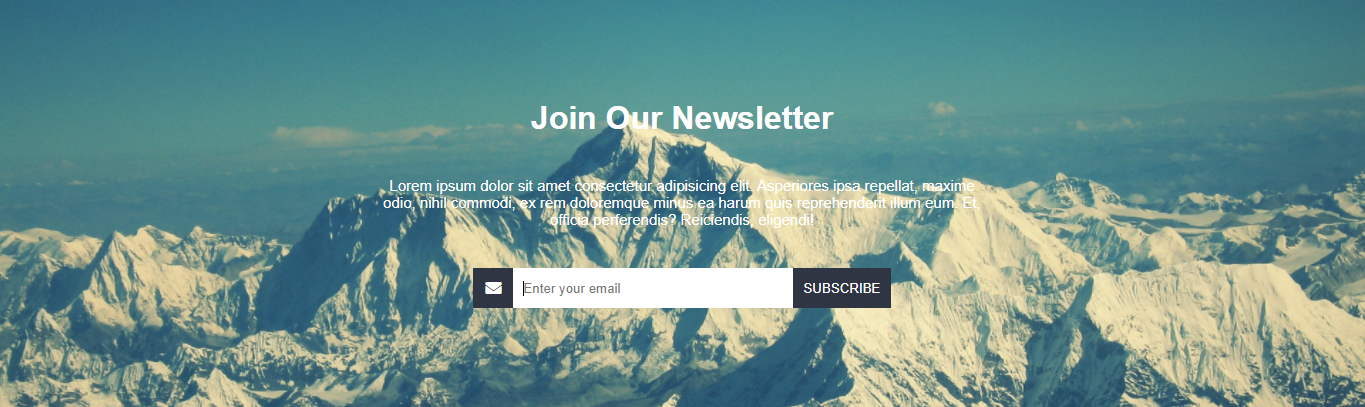 Join Our Newsletter
Lorem ipsum dolor sit amet consectetur adipisicing elit. Asperiores ipsa repellat, maxime
odio, nihil commodi, ex rem doloremque minus ea harum quis reprehenderit illum eum. Et,
officia perferendis? Reiciendis, eligendi!
Enter your email SUBSCRIBE